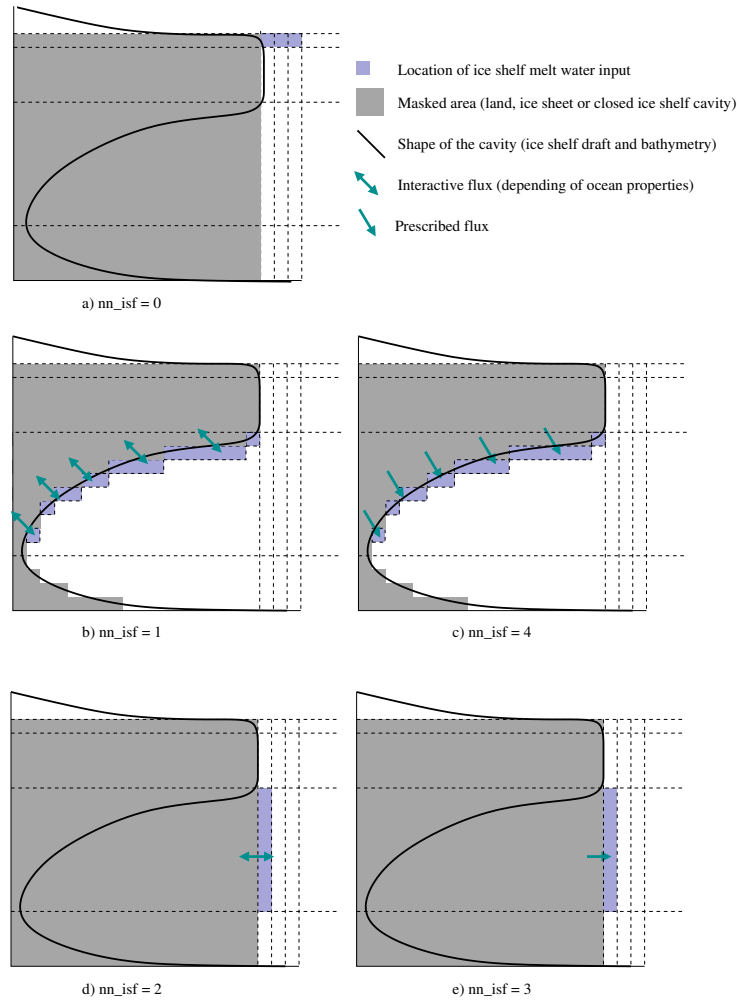 Location of ice shelf melt water input
Masked area (land, ice sheet or closed ice shelf cavity)
Shape of the cavity (ice shelf draft and bathymetry)
Interactive flux (depending of ocean properties)
Prescribed flux
a) nn_isf = 0
b) nn_isf = 1
c) nn_isf = 4
d) nn_isf = 2
e) nn_isf = 3